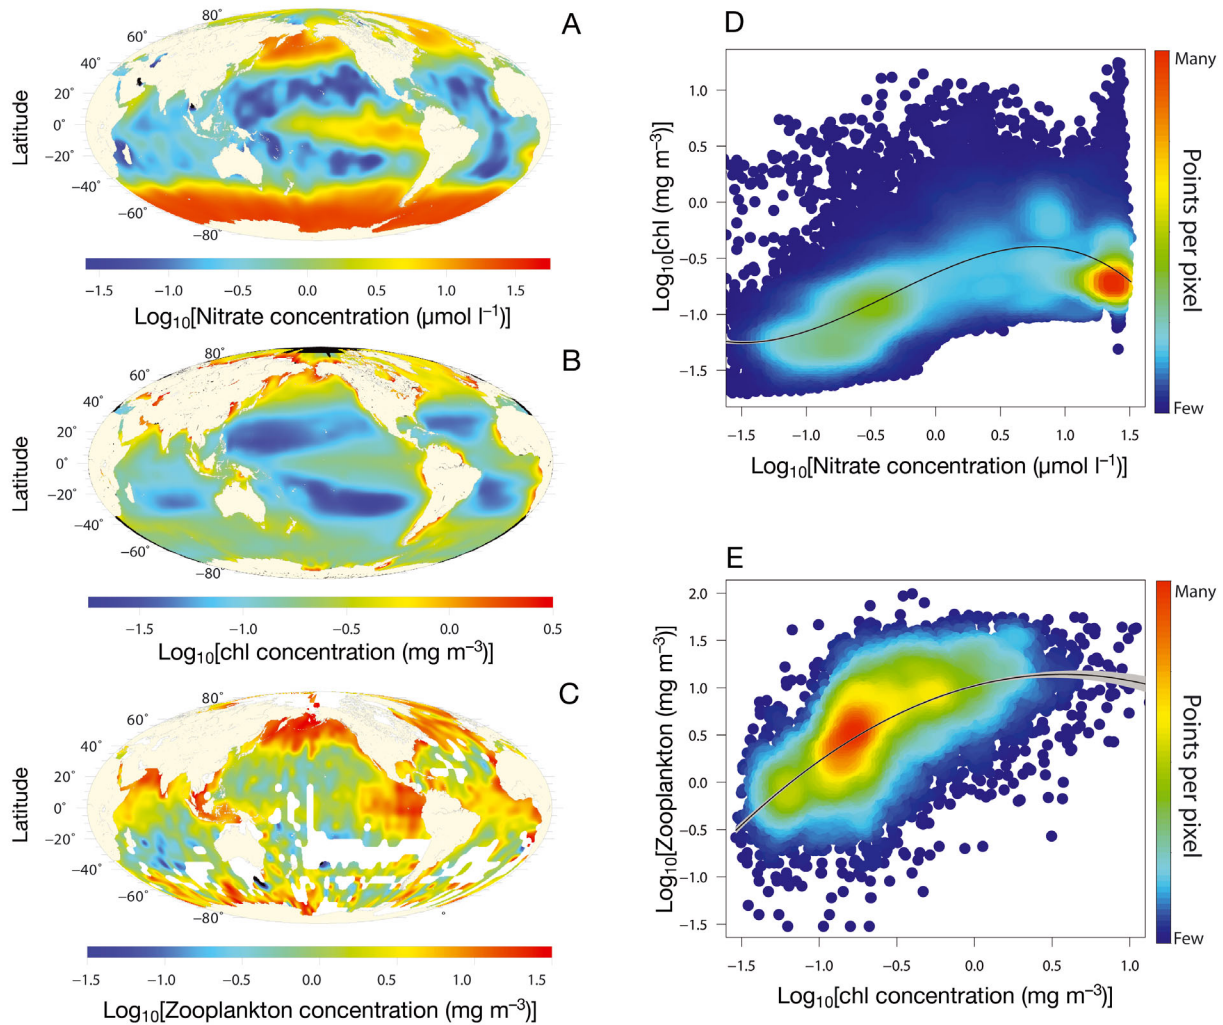 A
80°
60°
40°
20°
0°
−20°
−40°
−60°
−80°
Latitude
−1.5 −1.0 −0.5 0.0 0.5 1.0 1.5
Log10[Nitrate concentration (µmol l−1)]
B
80°
60°
40°
20°
0°
−20°
−40°
−60°
−80°
Latitude
−1.5 −1.0 −0.5 0.0 0.5
Log10[chl concentration (mg m−3)]
C
80°
60°
40°
20°
0°
−20°
−40°
−60°
−80°
°
Latitude
−1.5 −1.0 −0.5 0.0 0.5 1.0 1.5
Log10[Zooplankton concentration (mg m−3)]
D
1.0
0.5
0.0
−0.5
−1.0
−1.5
Log10[chl (mg m−3)]
−1.5 −1.0 −0.5 0.0 0.5 1.0 1.5
Log10[Nitrate concentration (µmol l−1)]
Many
Points per pixel
Few
E
2.0
1.5
1.0
0.5
0.0
−0.5
−1.0
−1.5
Log10[Zooplankton (mg m−3)]
−1.5 −1.0 −0.5 0.0 0.5 1.0
Log10[chl concentration (mg m−3)]
Many
Points per pixel
Few